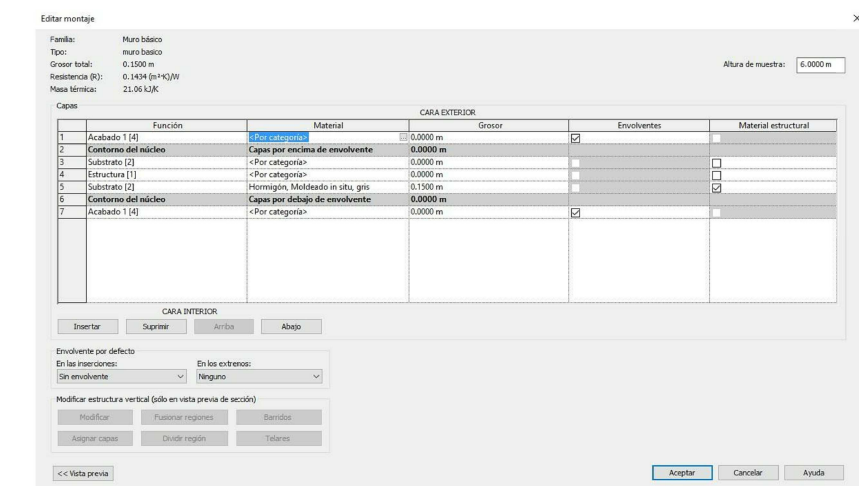 Editar montaje
Familia: Muro básico
Tipo: muro basico
Grosor total: 0.1500 m
Resistencia (R): 0.1434 (m²·K)/W
Masa térmica: 21.06 kJ/K
Altura de muestra: 6.0000 m
Capas
CARA EXTERIOR
Función Material Grosor Envolventes Material estructural
1 Acabado 1 [4] <Por categoría> 0.0000 m
2 Contorno del núcleo Capas por encima de envolvente 0.0000 m
3 Substrato [2] <Por categoría> 0.0000 m
4 Estructura [1] <Por categoría> 0.0000 m
5 Substrato [2] Hormigón, Moldeado in situ, gris 0.1500 m
6 Contorno del núcleo Capas por debajo de envolvente 0.0000 m
7 Acabado 1 [4] <Por categoría> 0.0000 m
CARA INTERIOR
Insertar Suprimir Arriba Abajo
Envolvente por defecto
En las inserciones: En los extremos:
Sin envolvente Ninguno
Modificar estructura vertical (sólo en vista previa de sección)
Modificar Fusionar regiones Barridos
Asignar capas Dividir región Telares
<< Vista previa Aceptar Cancelar Ayuda